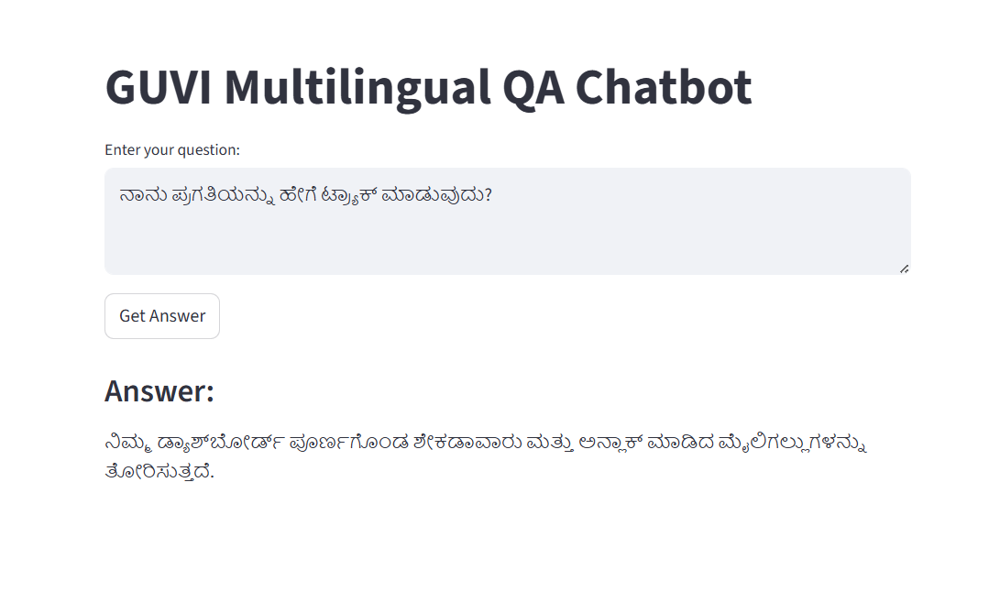 GUVI Multilingual QA Chatbot
Enter your question:
ನಾನು ಪ್ರಗತಿಯನ್ನು ಹೇಗೆ ಟ್ರ್ಯಾಕ್ ಮಾಡುವುದು?
Get Answer
Answer:
ನಿಮ್ಮ ಡ್ಯಾಶ್‌ಬೋರ್ಡ್ ಪೂರ್ಣಗೊಂಡ ಶೇಕಡಾವಾರು ಮತ್ತು ಅನ್ಲಾಕ್ ಮಾಡಿದ ಮೈಲಿಗಲ್ಲುಗಳನ್ನು
ತೋರಿಸುತ್ತದೆ.